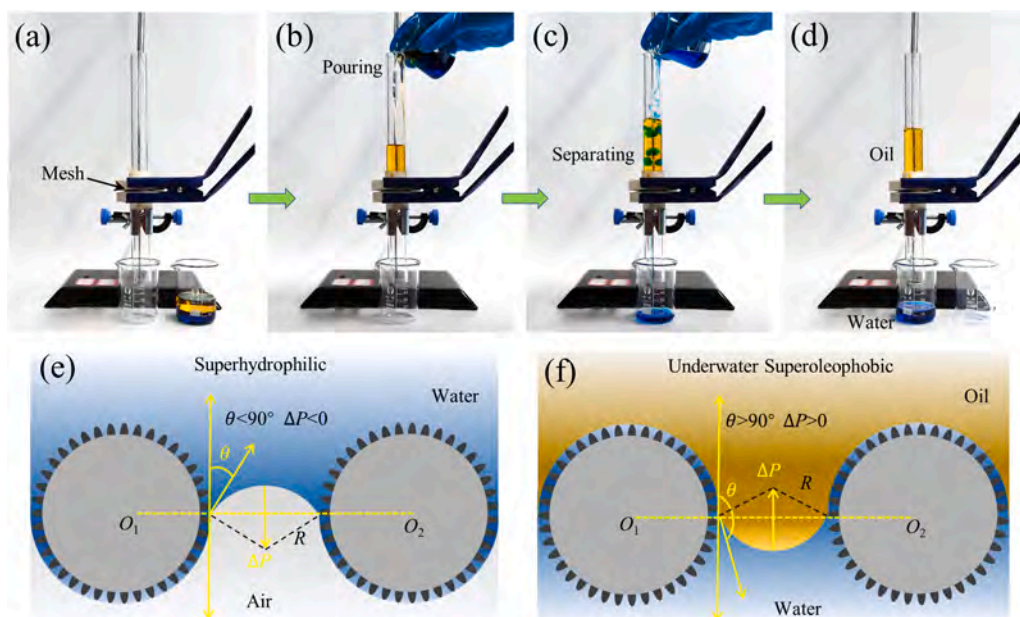 (a)
Mesh
(b)
Pouring
(c)
Separating
(d)
Oil
Water
(e)
Superhydrophilic
Water
θ<90° ΔP<0
θ
O₁
O₂
R
ΔP
Air
(f)
Underwater Superoleophobic
Oil
θ>90° ΔP>0
ΔP
θ
R
O₁
O₂
Water